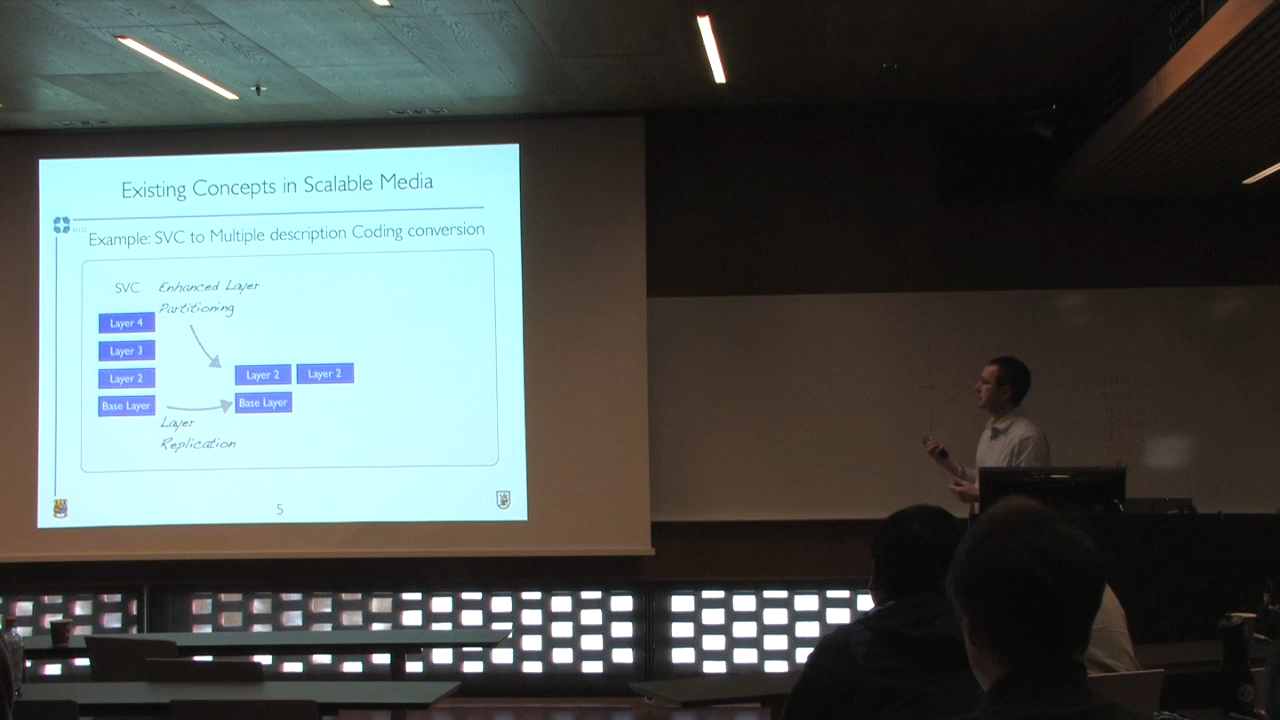 Existing Concepts in Scalable Media
Example: SVC to Multiple description Coding conversion
SVC
Enhanced Layer
Partitioning
Layer 4
Layer 3
Layer 2
Layer 2
Layer 2
Base Layer
Base Layer
Layer
Replication
5